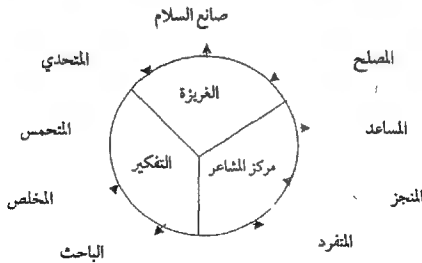 صانع السلام
المصلح
المتحدي
الغريزة
المساعد
المتحمس
مركز المشاعر
التفكير
المنجز
المخلص
المتفرد
الباحث